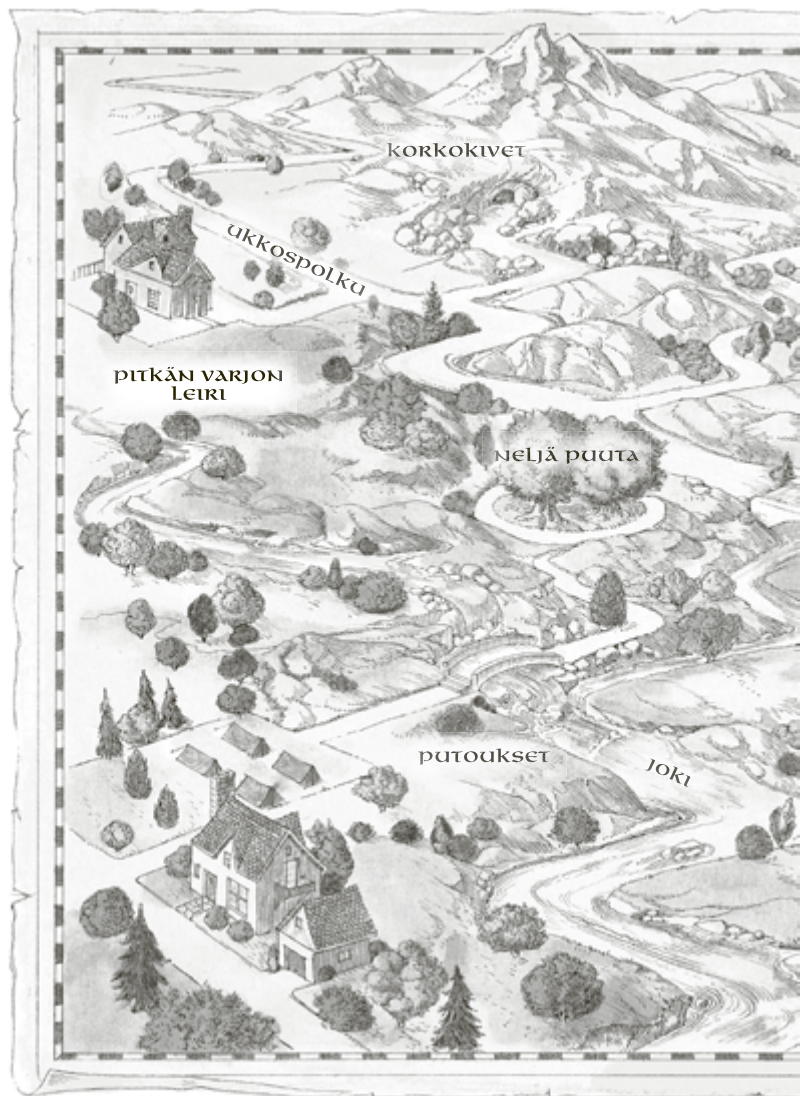 KORKOKIVET
UKKOSPOLKU
PITKÄN VARJON
LEIRI
NELJÄ PUUTA
PUTOUKSET
JOKI